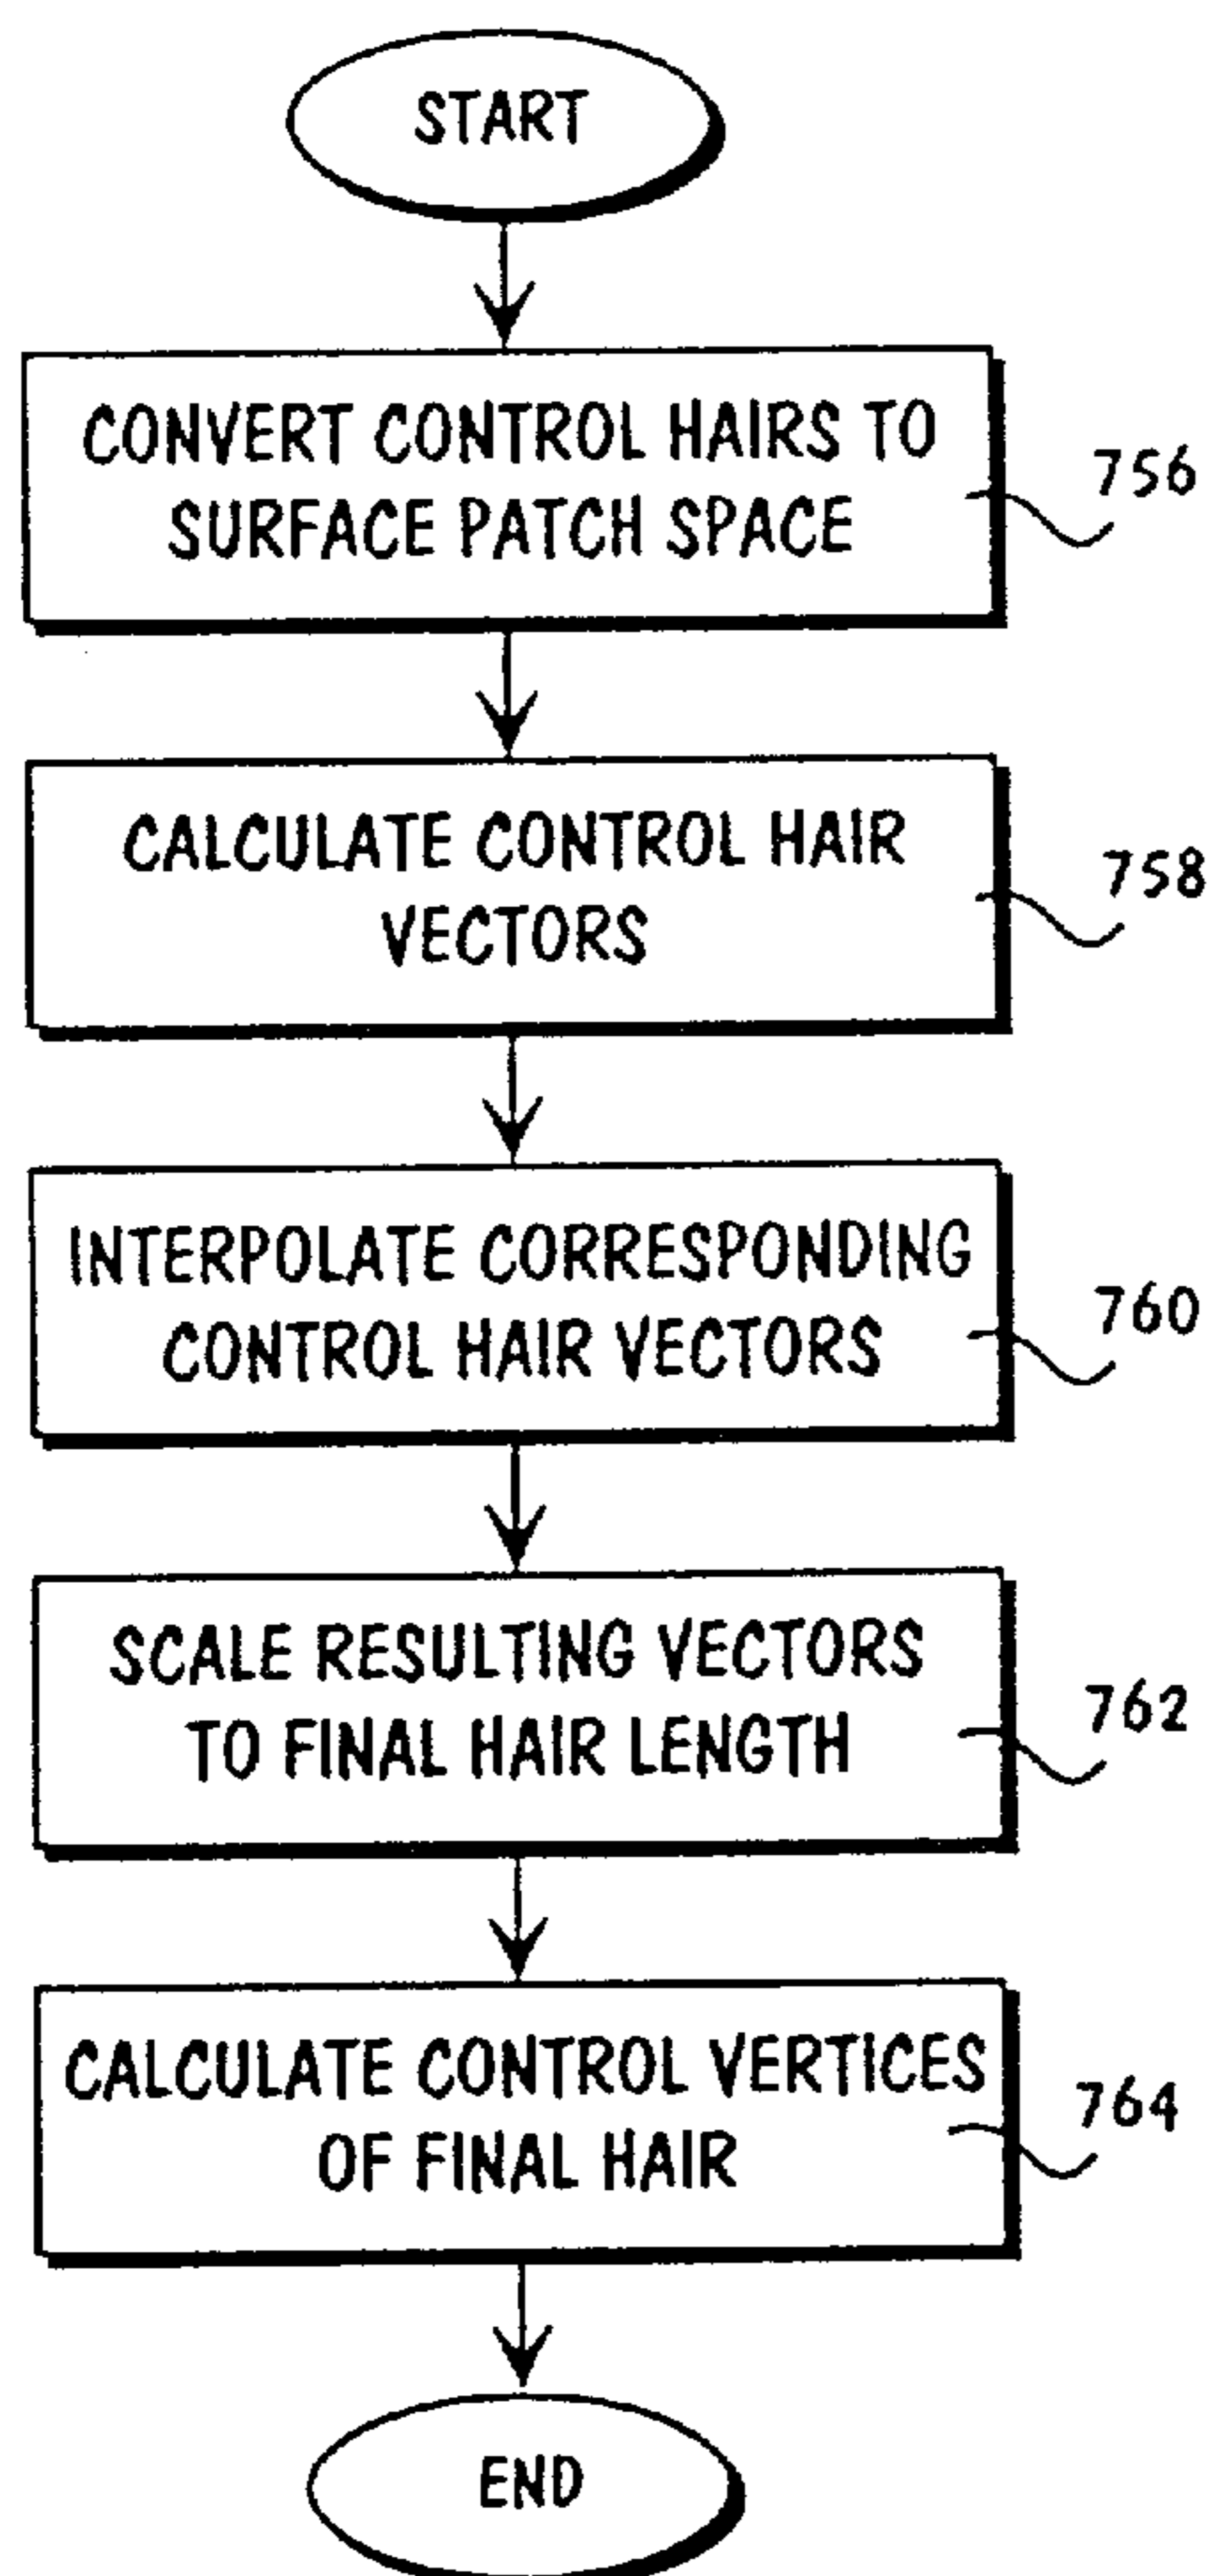 START
CONVERT CONTROL HAIRS TO
SURFACE PATCH SPACE
756
CALCULATE CONTROL HAIR
VECTORS
758
INTERPOLATE CORRESPONDING
CONTROL HAIR VECTORS
760
SCALE RESULTING VECTORS
TO FINAL HAIR LENGTH
762
CALCULATE CONTROL VERTICES
OF FINAL HAIR
764
END